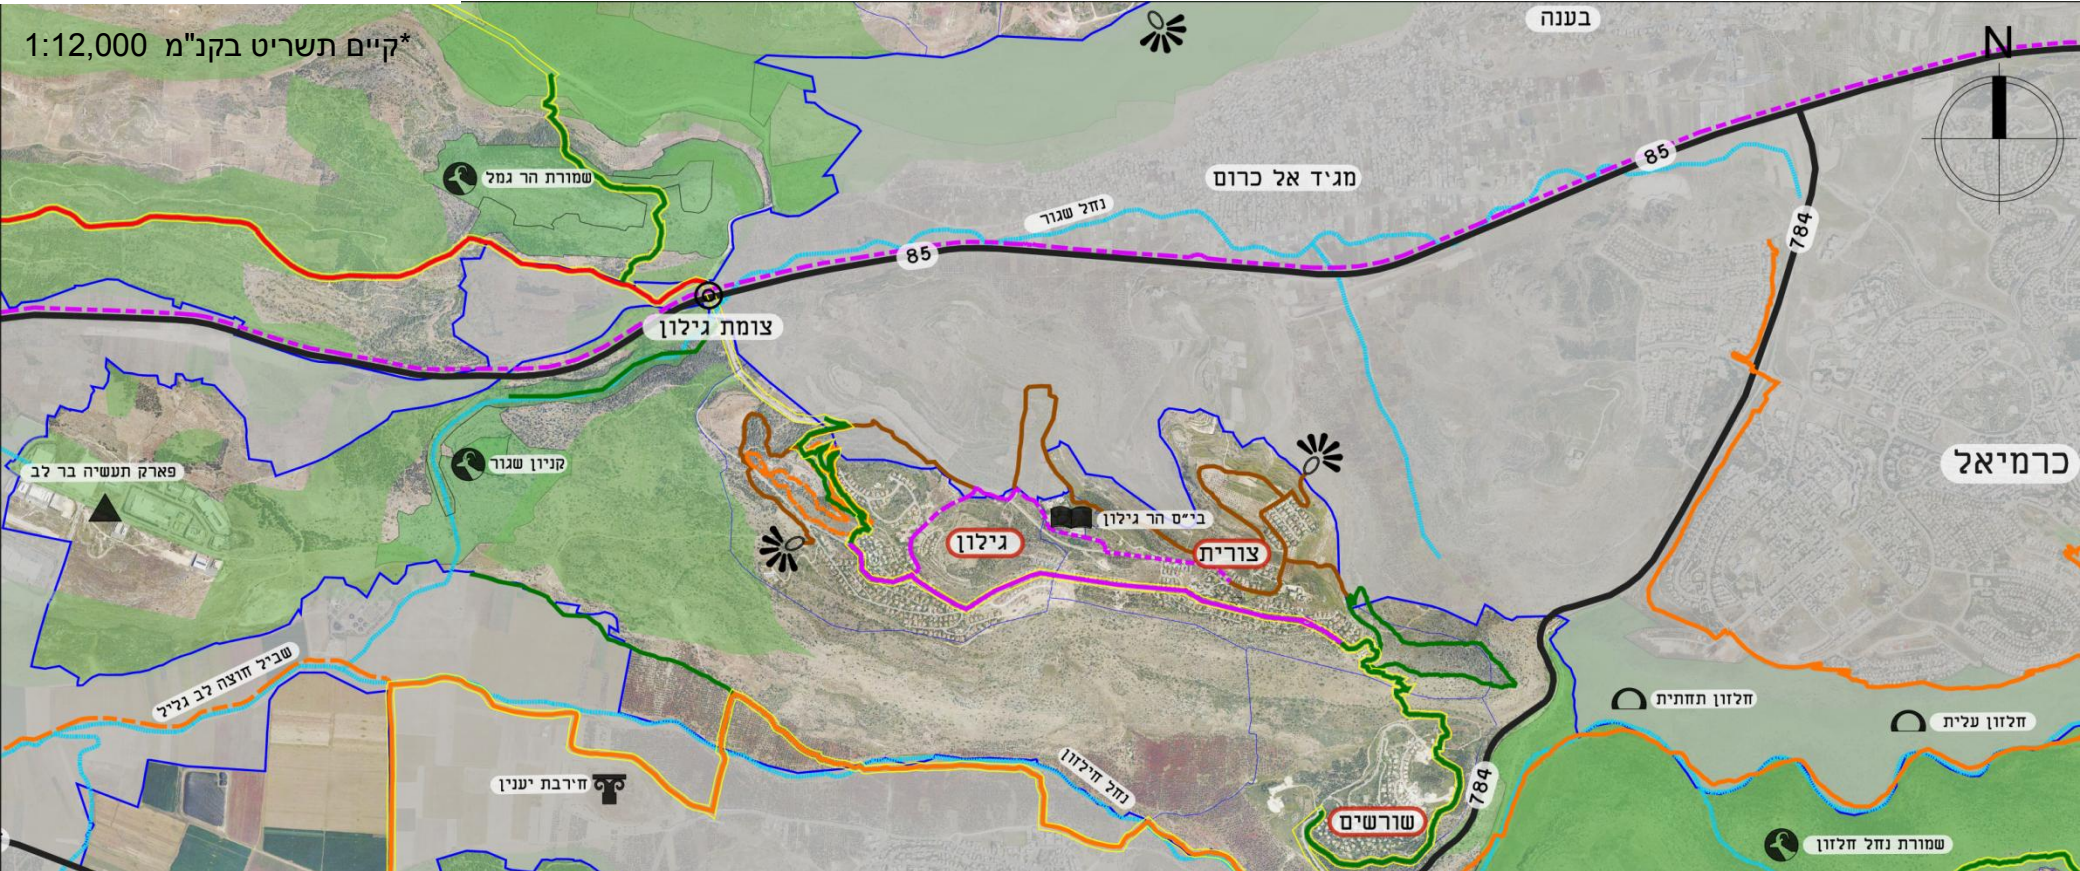 *קיים תשריט בקנ"מ 1:12,000
בענה
N
85
שמורת הר גמל
מג׳ד אל כרום
נחל שגור
784
85
צומת גילון
כרמיאל
פארק תעשיה בר לב
קניון שגור
בי״ס הר גילון
גילון
צורית
שביל חוצה לב גליל
חלזון תחתית
חלזון עלית
נחל חילזון
חירבת יענין
784
שורשים
שמורת נחל חלזון